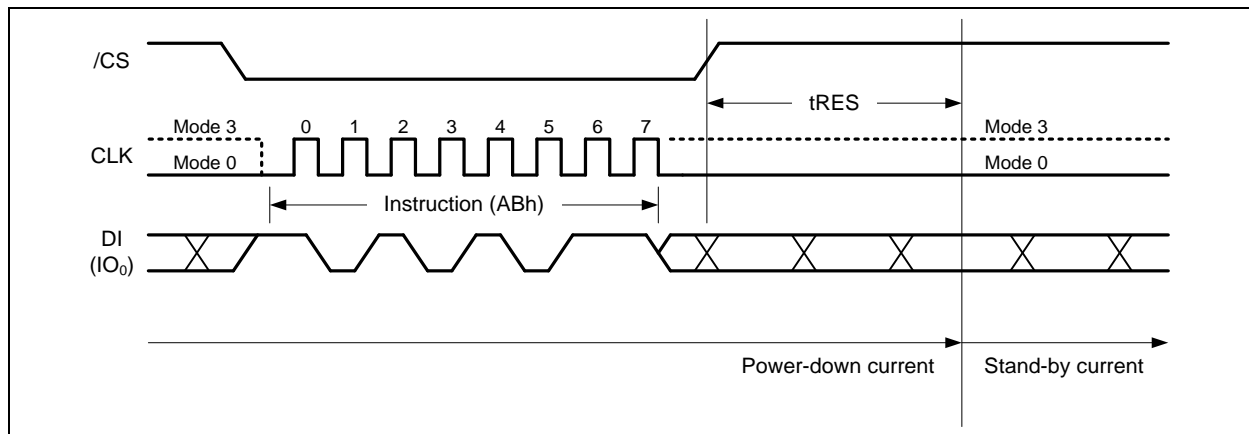 /CS
tRES
Mode 3 0 1 2 3 4 5 6 7 Mode 3
CLK
Mode 0 Mode 0
Instruction (ABh)
DI
(IO₀)
Power-down current Stand-by current